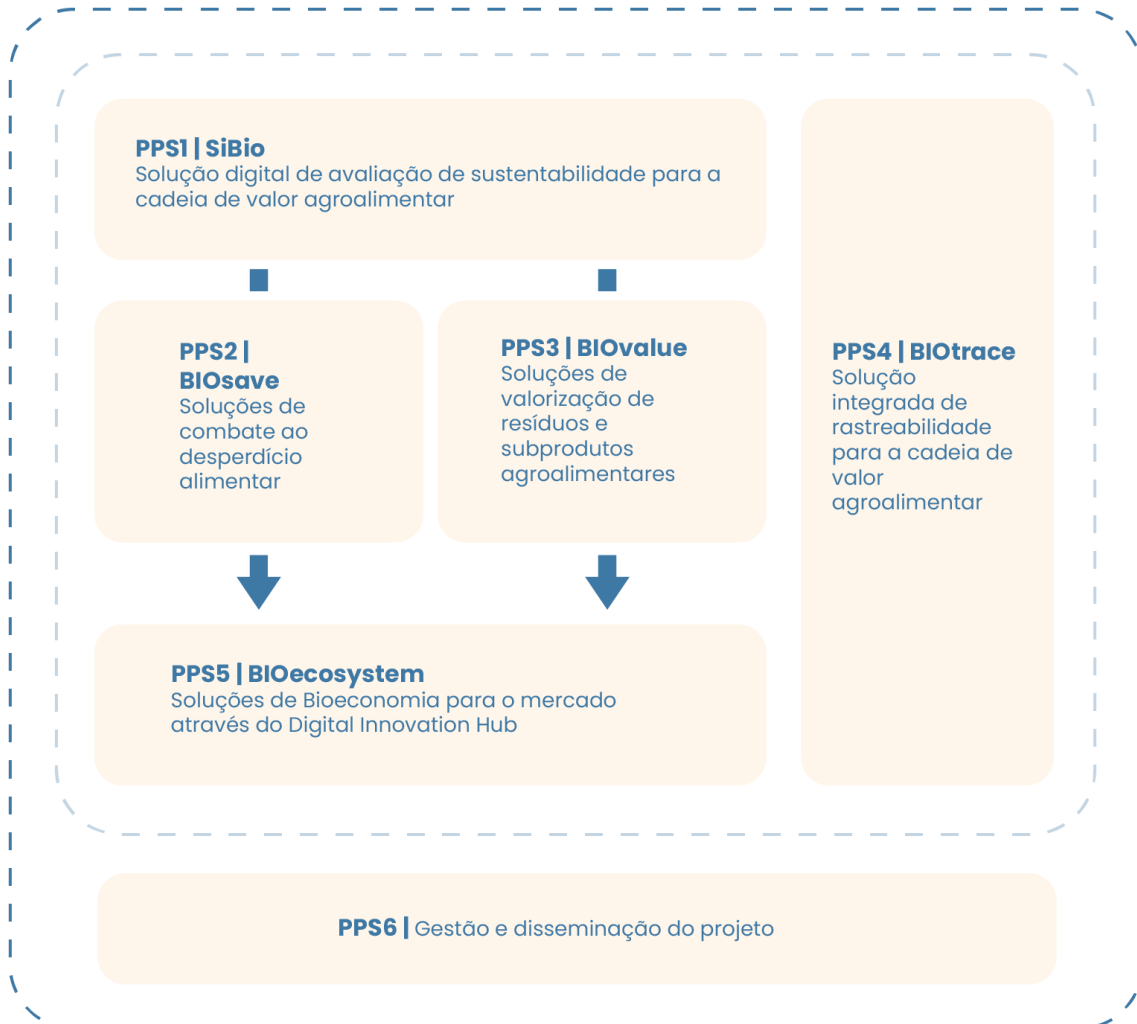 PPS1 | SiBio
Solução digital de avaliação de sustentabilidade para a
cadeia de valor agroalimentar
PPS2 |
BIOsave
Soluções de
combate ao
desperdício
alimentar
PPS3 | BIOvalue
Soluções de
valorização de
resíduos e
subprodutos
agroalimentares
PPS4 | BIOtrace
Solução
integrada de
rastreabilidade
para a cadeia de
valor
agroalimentar
PPS5 | BIOecosystem
Soluções de Bioeconomia para o mercado
através do Digital Innovation Hub
PPS6 | Gestão e disseminação do projeto